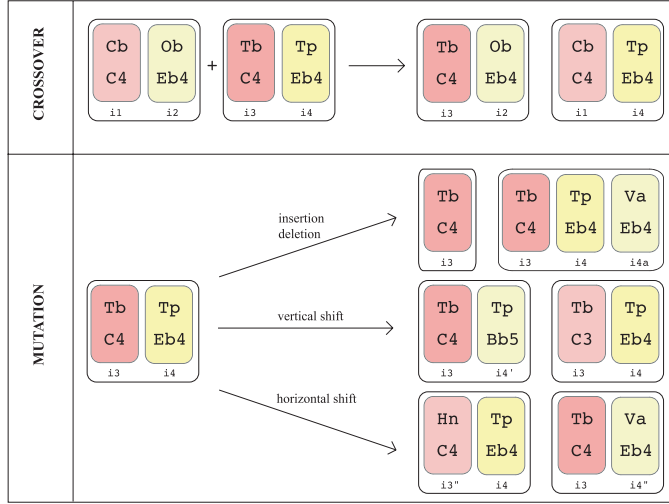 CROSSOVER
Cb Ob Tb Tp Tb Ob Cb Tp
C4 Eb4 + C4 Eb4 C4 Eb4 C4 Eb4
i1 i2 i3 i4 i3 i2 i1 i4
MUTATION
Tb Tp
C4 Eb4
i3 i4
insertion
deletion
Tb Tb Tp Va
C4 C4 Eb4 Eb4
i3 i3 i4 i4a
vertical shift
Tb Tp Tb Tp
C4 Bb5 C3 Eb4
i3 i4' i3 i4
horizontal shift
Hn Tp Tb Va
C4 Eb4 C4 Eb4
i3" i4 i3 i4"